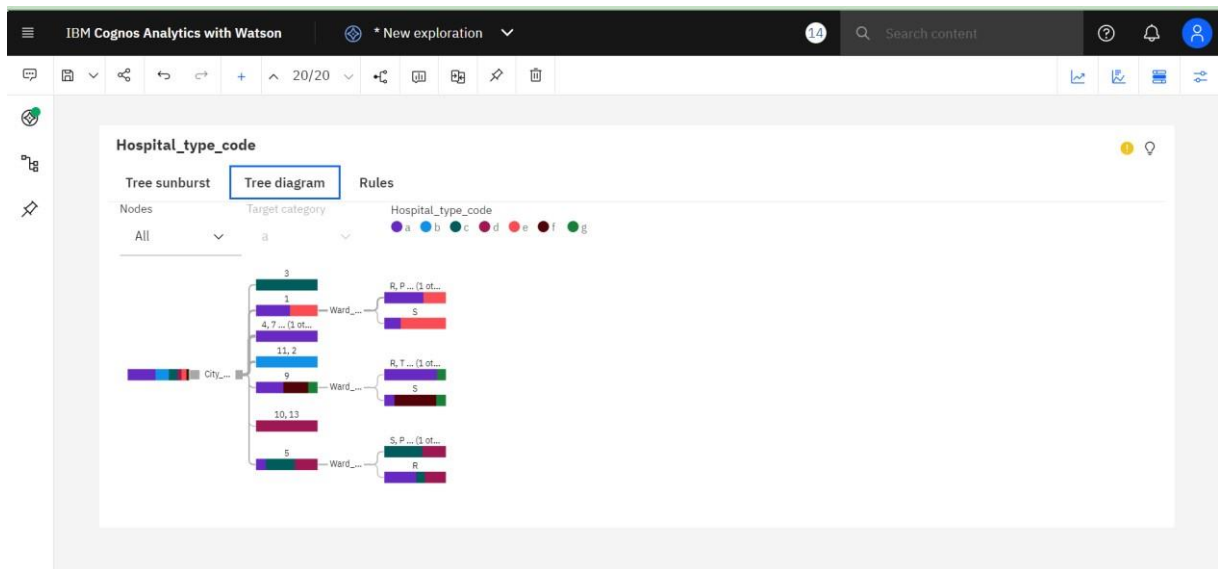 IBM Cognos Analytics with Watson
* New exploration
14
Search content
20/20
Hospital_type_code
Tree sunburst Tree diagram Rules
Nodes Target category Hospital_type_code
All a a b c d e f g
3
1
R, P ... (1 ot...
Ward_...
S
4, 7 ... (1 ot...
11, 2
City_...
9
R, T ... (1 ot...
Ward_...
S
10, 13
5
S, P ... (1 ot...
Ward_...
R